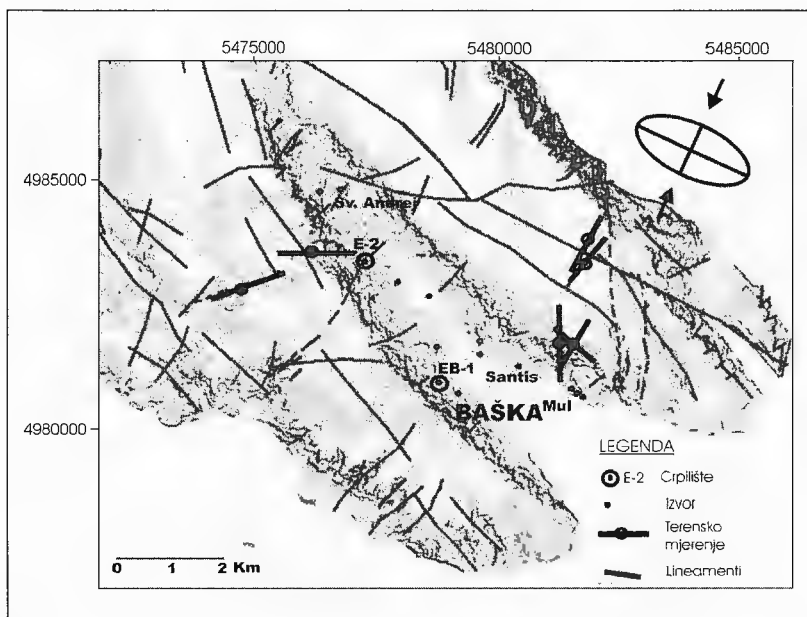 5475000 5480000 5485000
4985000
Sv. Andrej
E-2
EB-1
Santis
BAŠKA Mul
4980000
LEGENDA
E-2 Crpilište
Izvor
Terensko
mjerenje
Lineamenti
0 1 2 Km